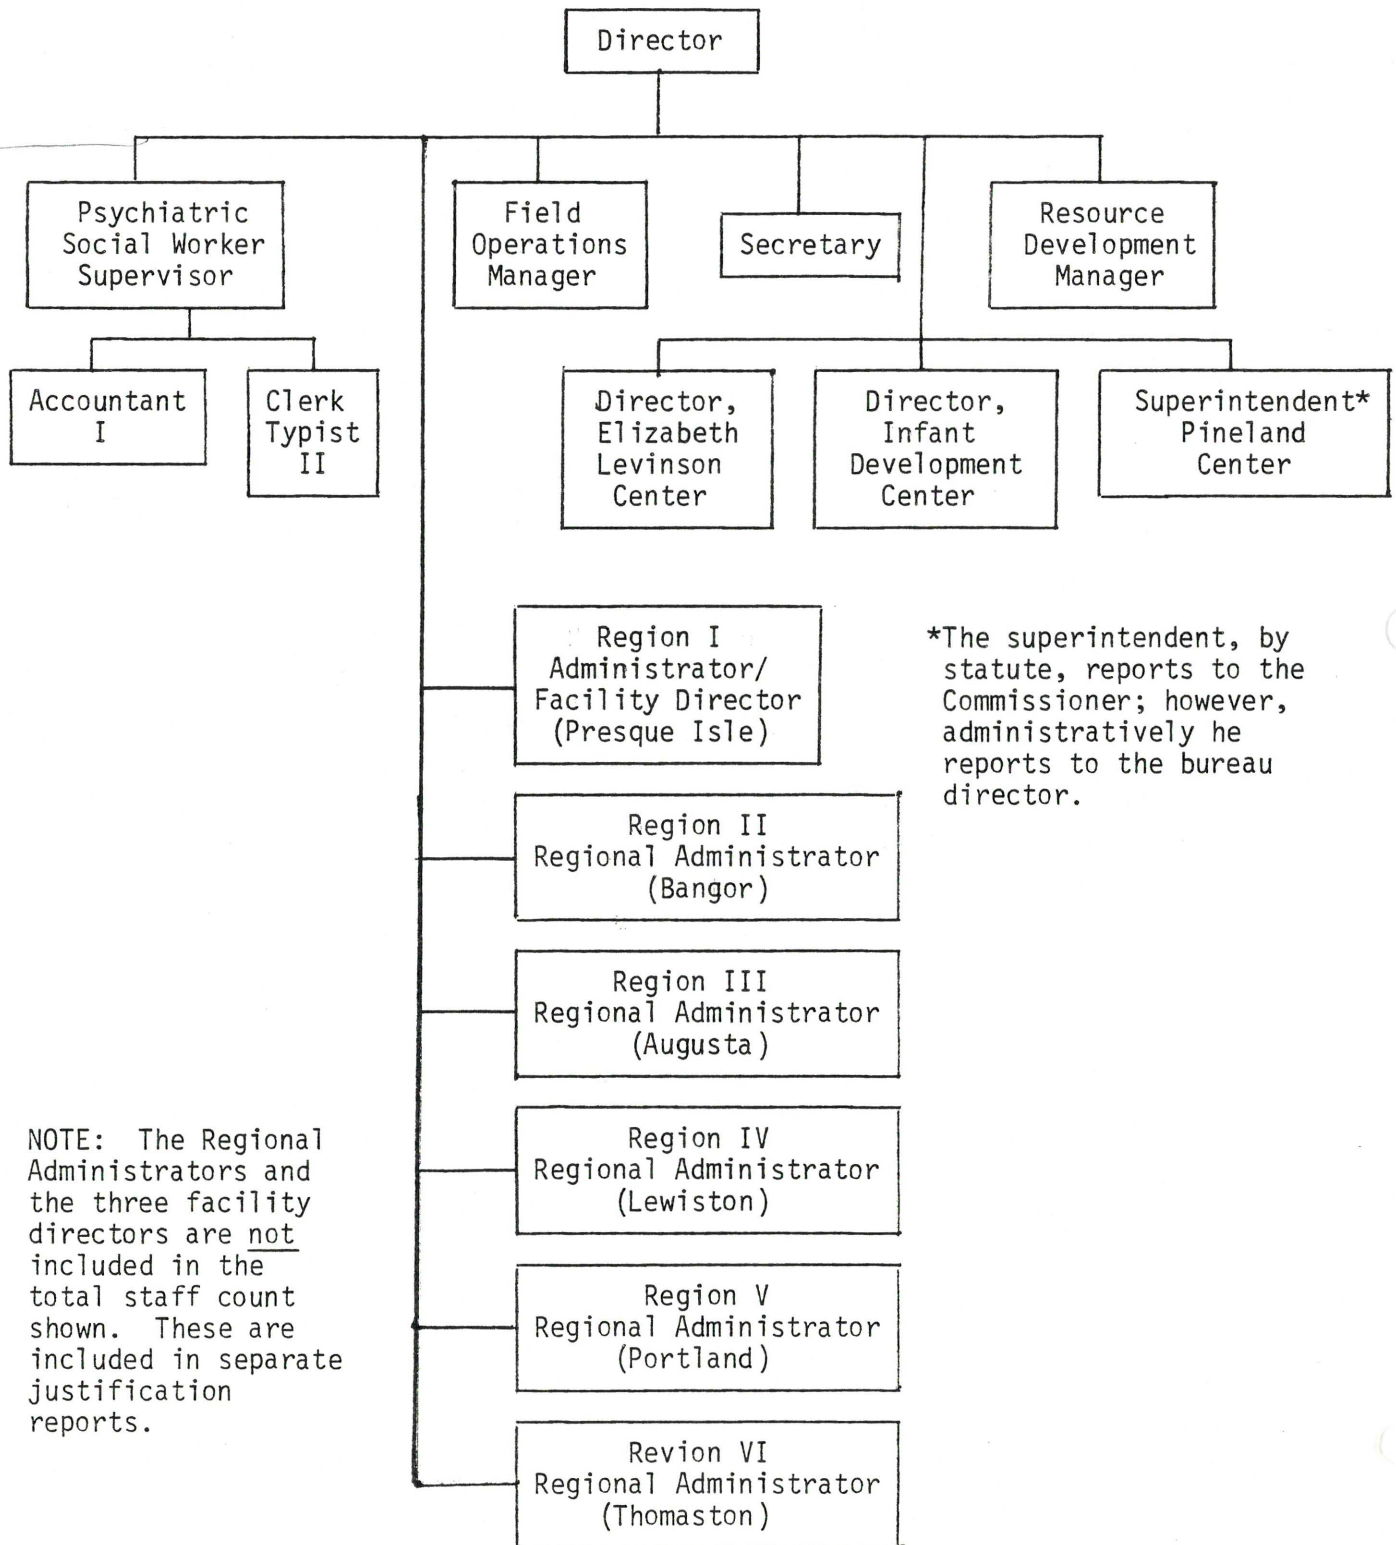 Director
Psychiatric
Social Worker
Supervisor
Field
Operations
Manager
Secretary
Resource
Development
Manager
Accountant
I
Clerk
Typist
II
Director,
Elizabeth
Levinson
Center
Director,
Infant
Development
Center
Superintendent*
Pineland
Center
Region I
Administrator/
Facility Director
(Presque Isle)
*The superintendent, by
statute, reports to the
Commissioner; however,
administratively he
reports to the bureau
director.
Region II
Regional Administrator
(Bangor)
Region III
Regional Administrator
(Augusta)
Region IV
Regional Administrator
(Lewiston)
Region V
Regional Administrator
(Portland)
Revion VI
Regional Administrator
(Thomaston)
NOTE: The Regional
Administrators and
the three facility
directors are not
included in the
total staff count
shown. These are
included in separate
justification
reports.